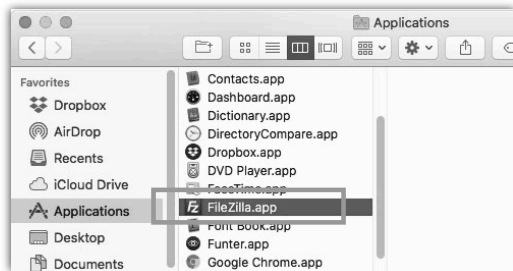 Applications
Favorites
Dropbox
AirDrop
Recents
iCloud Drive
Applications
Desktop
Documents
Contacts.app
Dashboard.app
Dictionary.app
DirectoryCompare.app
Dropbox.app
DVD Player.app
FaceTime.app
Fz FileZilla.app
Font Book.app
Funter.app
Google Chrome.app